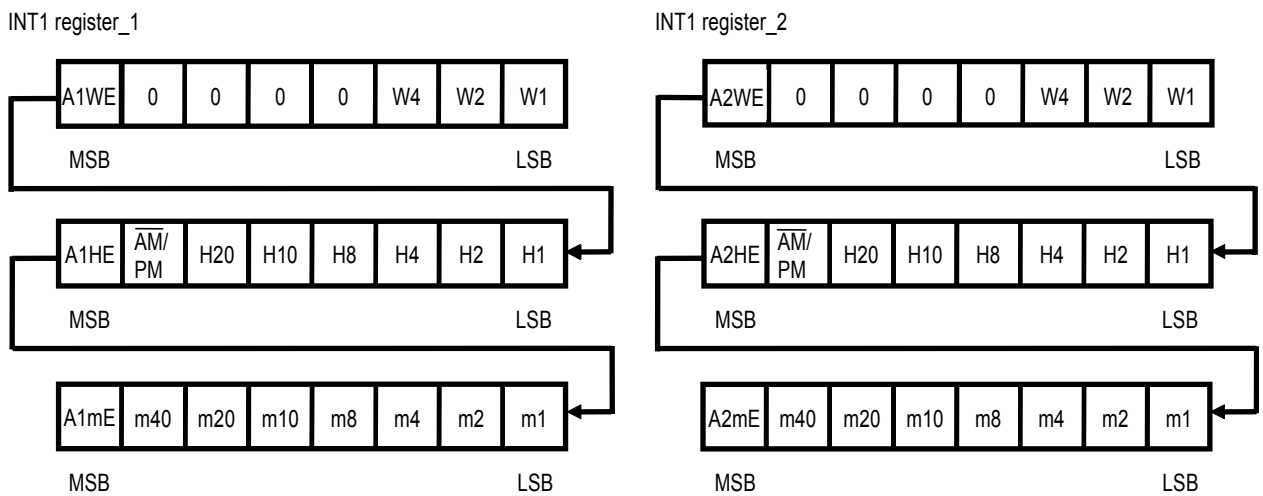 INT1 register_1
A1WE 0 0 0 0 W4 W2 W1
MSB LSB
A1HE AM/PM H20 H10 H8 H4 H2 H1
MSB LSB
A1mE m40 m20 m10 m8 m4 m2 m1
MSB LSB
INT1 register_2
A2WE 0 0 0 0 W4 W2 W1
MSB LSB
A2HE AM/PM H20 H10 H8 H4 H2 H1
MSB LSB
A2mE m40 m20 m10 m8 m4 m2 m1
MSB LSB